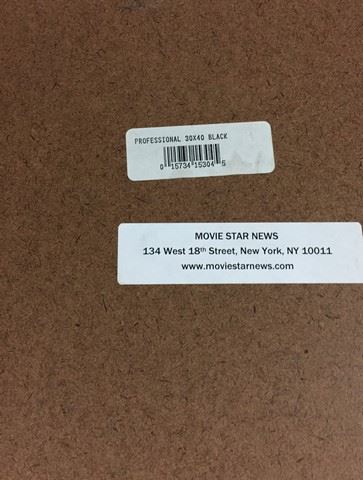 PROFESSIONAL 30X40 BLACK
0 15734 15304 5
MOVIE STAR NEWS
134 West 18th Street, New York, NY 10011
www.moviestarnews.com